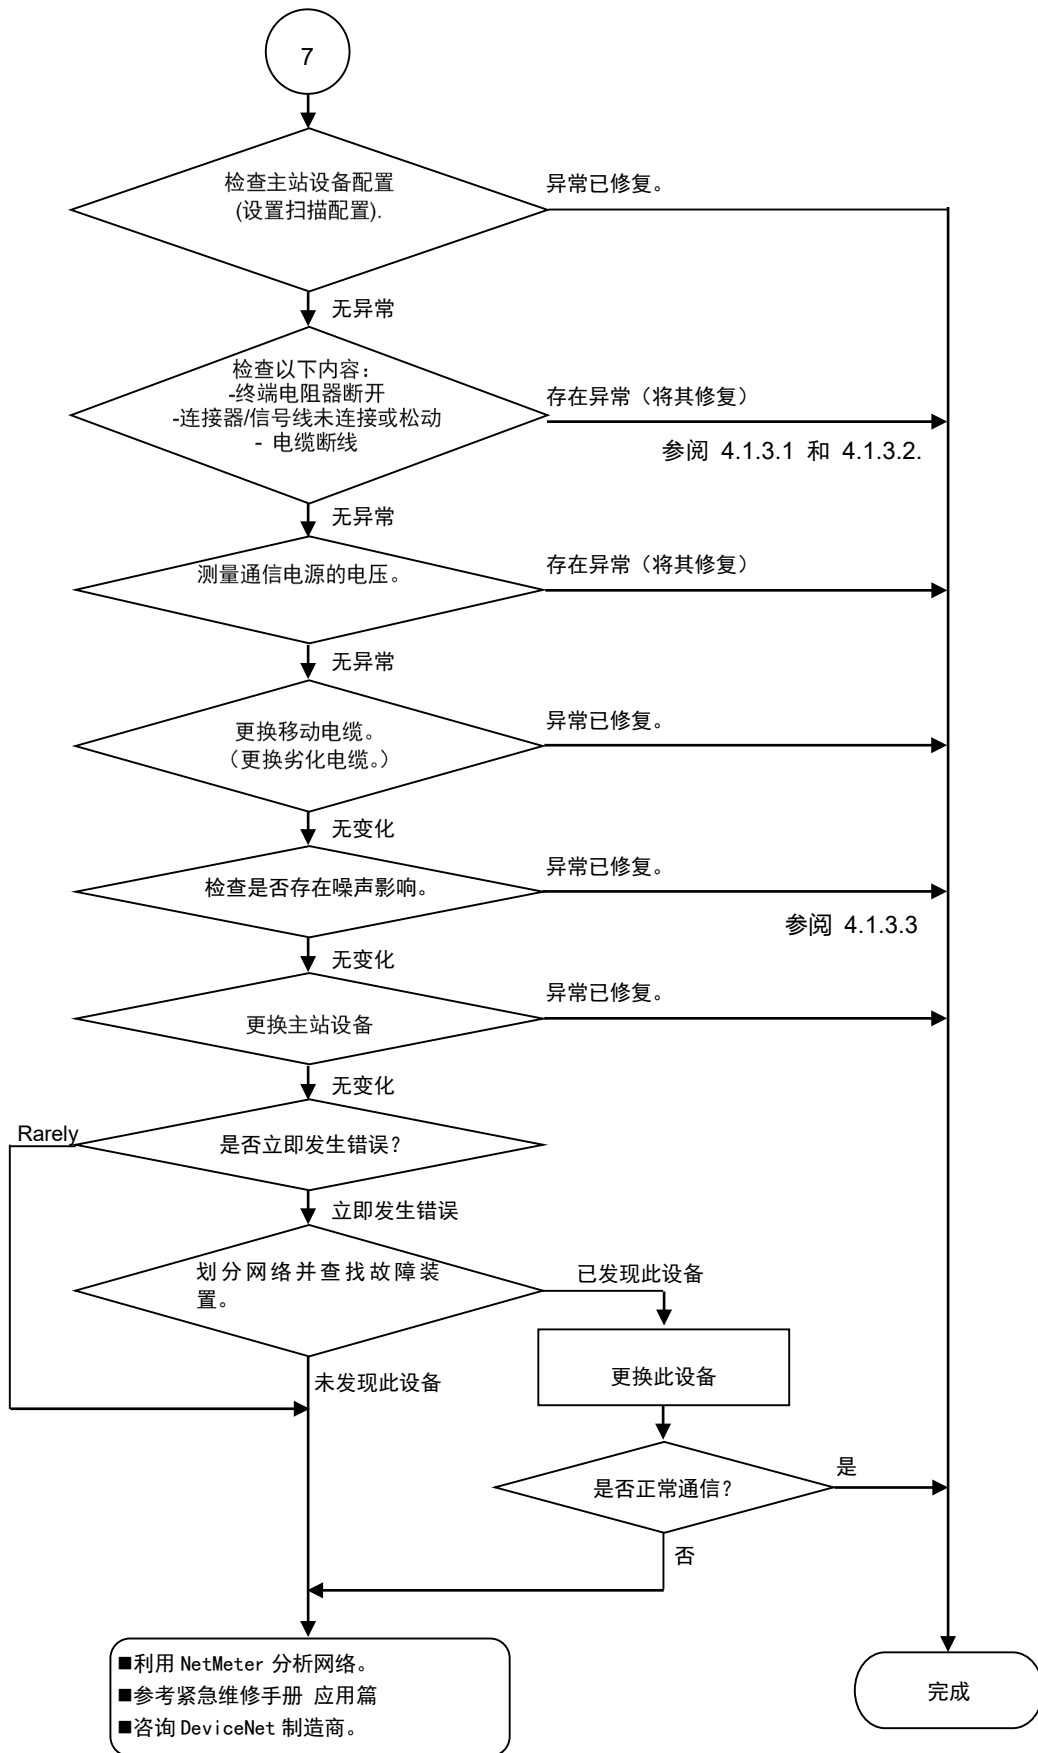 7
检查主站设备配置
(设置扫描配置).
异常已修复。
无异常
检查以下内容：
-终端电阻器断开
-连接器/信号线未连接或松动
- 电缆断线
存在异常（将其修复）
参阅 4.1.3.1 和 4.1.3.2.
无异常
测量通信电源的电压。
存在异常（将其修复）
无异常
更换移动电缆。
（更换劣化电缆。）
异常已修复。
无变化
检查是否存在噪声影响。
异常已修复。
参阅 4.1.3.3
无变化
更换主站设备
异常已修复。
无变化
Rarely
是否立即发生错误？
立即发生错误
划分网络并查找故障装
置。
已发现此设备
更换此设备
未发现此设备
是否正常通信？
是
否
■利用 NetMeter 分析网络。
■参考紧急维修手册 应用篇
■咨询 DeviceNet 制造商。
完成